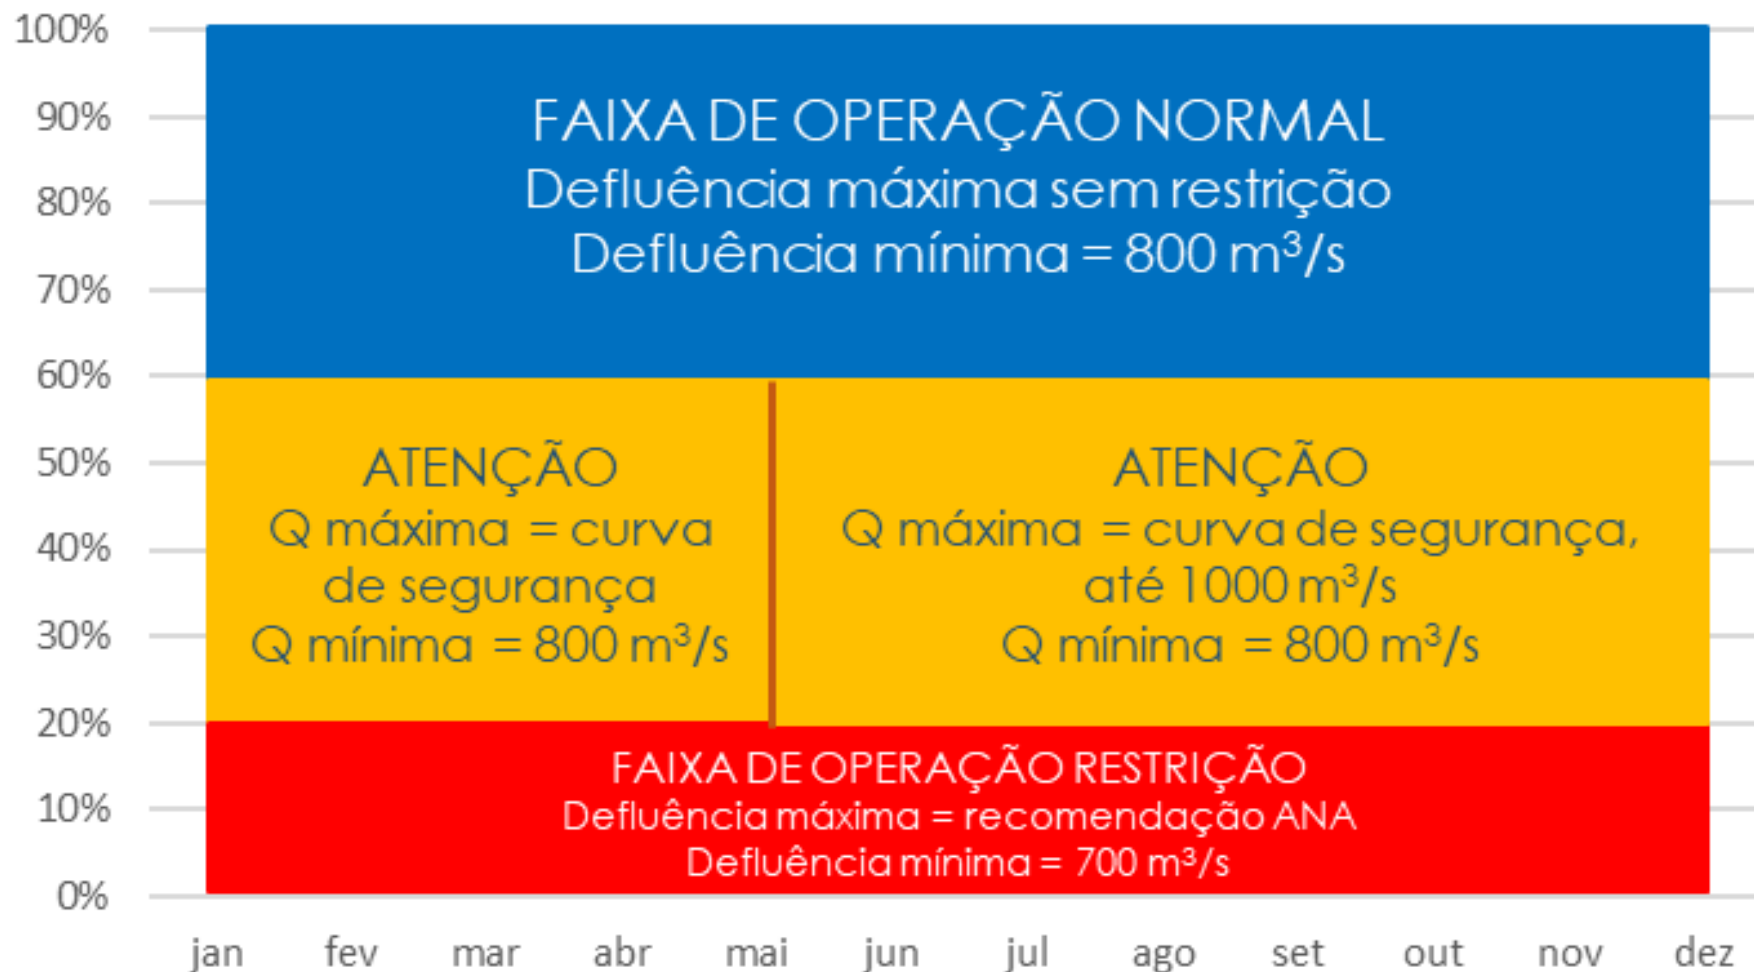 100%
90%
80%
70%
60%
50%
40%
30%
20%
10%
0%
FAIXA DE OPERAÇÃO NORMAL
Defluência máxima sem restrição
Defluência mínima = 800 m³/s
ATENÇÃO
Q máxima = curva
de segurança
Q mínima = 800 m³/s
ATENÇÃO
Q máxima = curva de segurança,
até 1000 m³/s
Q mínima = 800 m³/s
FAIXA DE OPERAÇÃO RESTRIÇÃO
Defluência máxima = recomendação ANA
Defluência mínima = 700 m³/s
jan fev mar abr mai jun jul ago set out nov dez